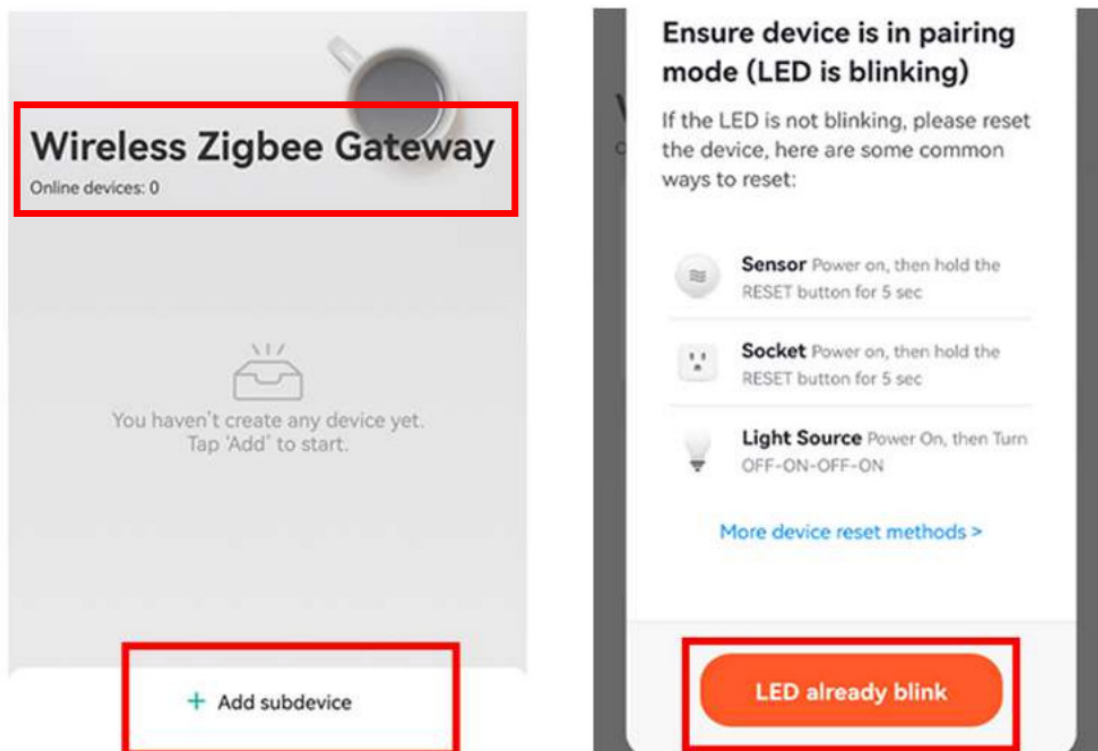 Wireless Zigbee Gateway
Online devices: 0
You haven't create any device yet.
Tap 'Add' to start.
+ Add subdevice
Ensure device is in pairing
mode (LED is blinking)
If the LED is not blinking, please reset
the device, here are some common
ways to reset:
Sensor Power on, then hold the
RESET button for 5 sec
Socket Power on, then hold the
RESET button for 5 sec
Light Source Power On, then Turn
OFF-ON-OFF-ON
More device reset methods >
LED already blink